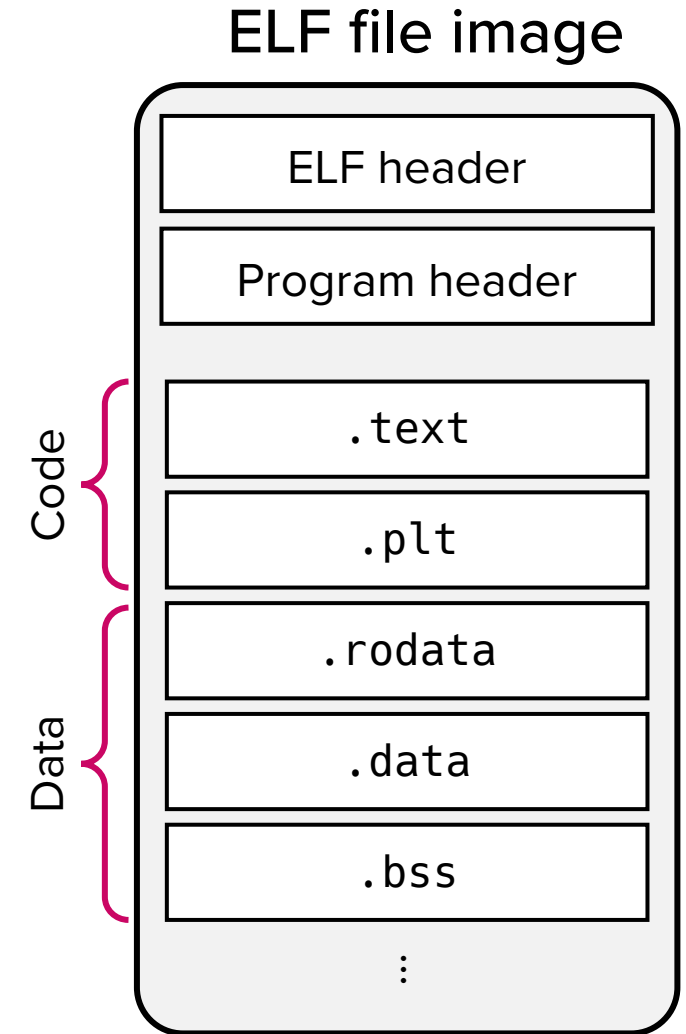 ELF file image
ELF header
Program header
Code
.text
.plt
Data
.rodata
.data
.bss
⋮